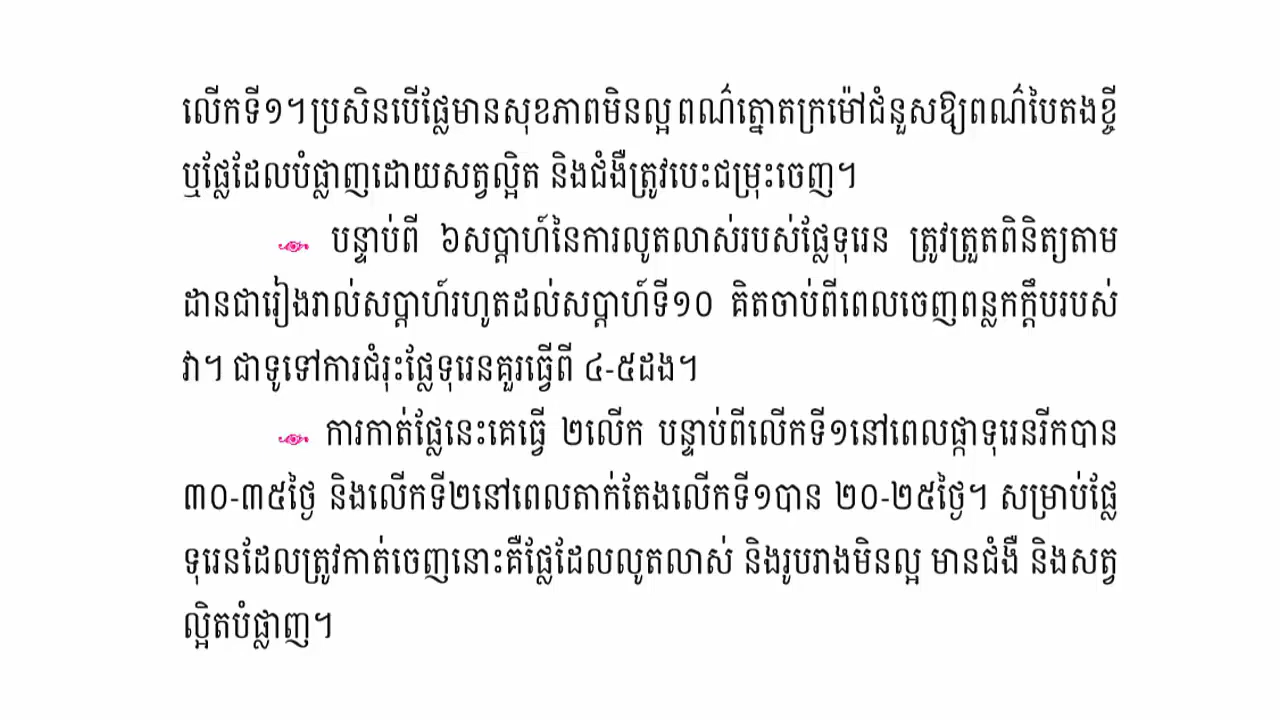 លើកទី១។ ប្រសិនបើផ្លែមានសុខភាពមិនល្អ ពណ៌ត្នោតក្រម៉ៅជំនួសឱ្យពណ៌បៃតងខ្ចី
ឬផ្លែដែលបំផ្លាញដោយសត្វល្អិត និងជំងឺត្រូវបេះជម្រុះចេញ។
បន្ទាប់ពី ៦សប្តាហ៍នៃការលូតលាស់របស់ផ្លែទុរេន ត្រូវត្រួតពិនិត្យតាម
ដានជារៀងរាល់សប្តាហ៍រហូតដល់សប្តាហ៍ទី១០ គិតចាប់ពីពេលចេញពន្លកក្តឹបរបស់
វា។ ជាទូទៅការជំរុះផ្លែទុរេនគួរធ្វើពី ៤-៥ដង។
ការកាត់ផ្លែនេះគេធ្វើ ២លើក បន្ទាប់ពីលើកទី១នៅពេលផ្កាទុរេនរីកបាន
៣០-៣៥ថ្ងៃ និងលើកទី២នៅពេលតាក់តែងលើកទី១បាន ២០-២៥ថ្ងៃ។ សម្រាប់ផ្លែ
ទុរេនដែលត្រូវកាត់ចេញនោះគឺផ្លែដែលលូតលាស់ និងរូបរាងមិនល្អ មានជំងឺ និងសត្វ
ល្អិតបំផ្លាញ។